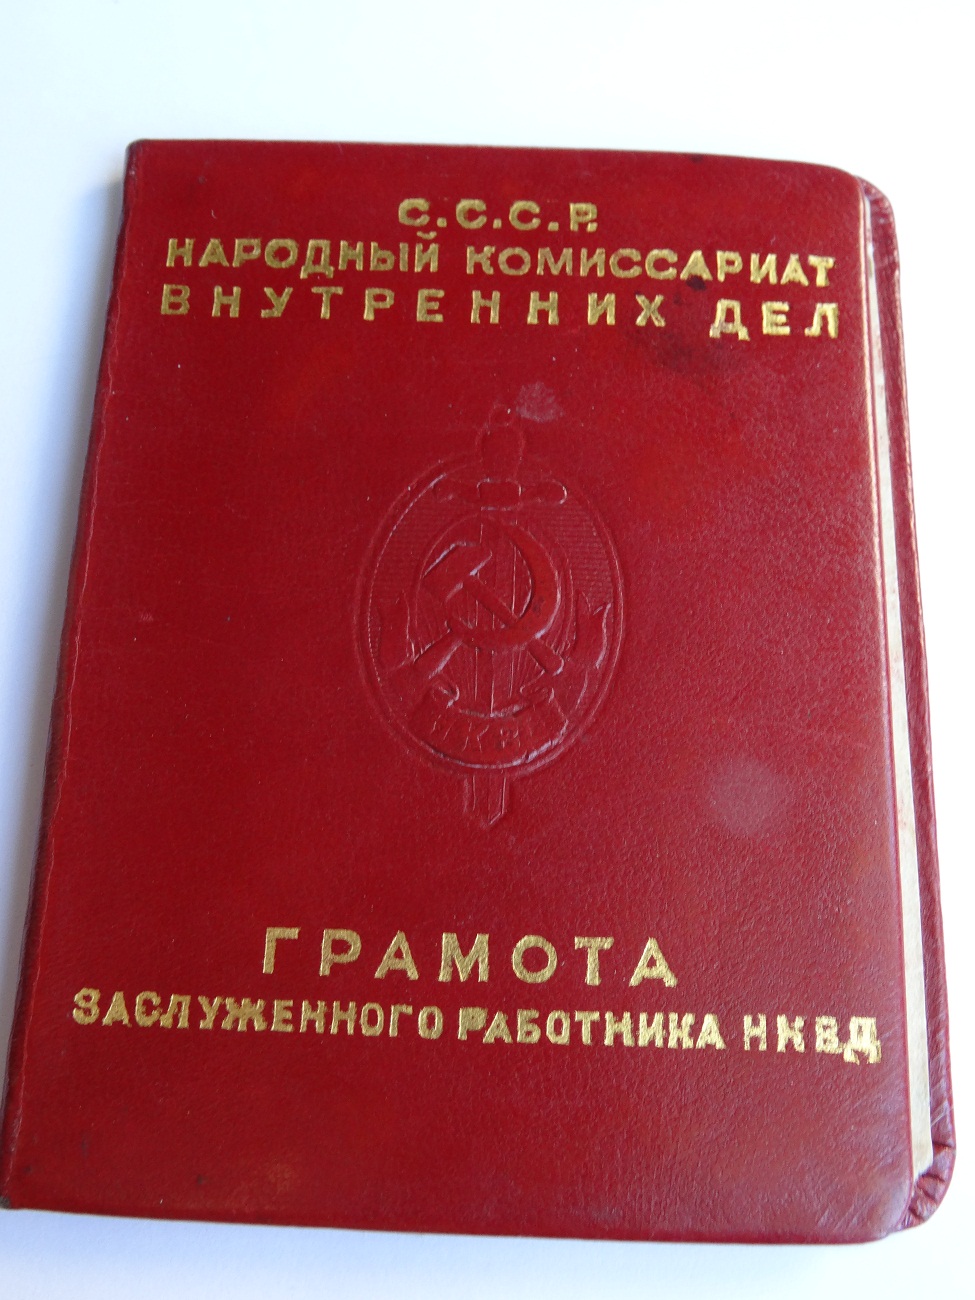 С.С.С.Р.
НАРОДНЫЙ КОМИССАРИАТ
ВНУТРЕННИХ ДЕЛ
НКВД
ГРАМОТА
ЗАСЛУЖЕННОГО РАБОТНИКА НКВД